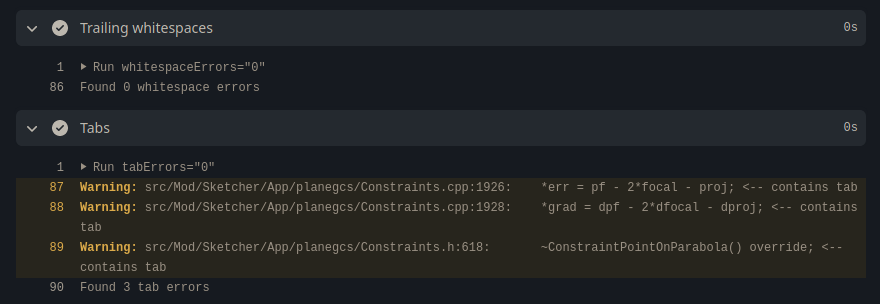 Trailing whitespaces 0s
1 Run whitespaceErrors="0"
86 Found 0 whitespace errors
Tabs 0s
1 Run tabErrors="0"
87 Warning: src/Mod/Sketcher/App/planegcs/Constraints.cpp:1926: *err = pf - 2*focal - proj; <-- contains tab
88 Warning: src/Mod/Sketcher/App/planegcs/Constraints.cpp:1928: *grad = dpf - 2*dfocal - dproj; <-- contains
tab
89 Warning: src/Mod/Sketcher/App/planegcs/Constraints.h:618: ~ConstraintPointOnParabola() override; <--
contains tab
90 Found 3 tab errors